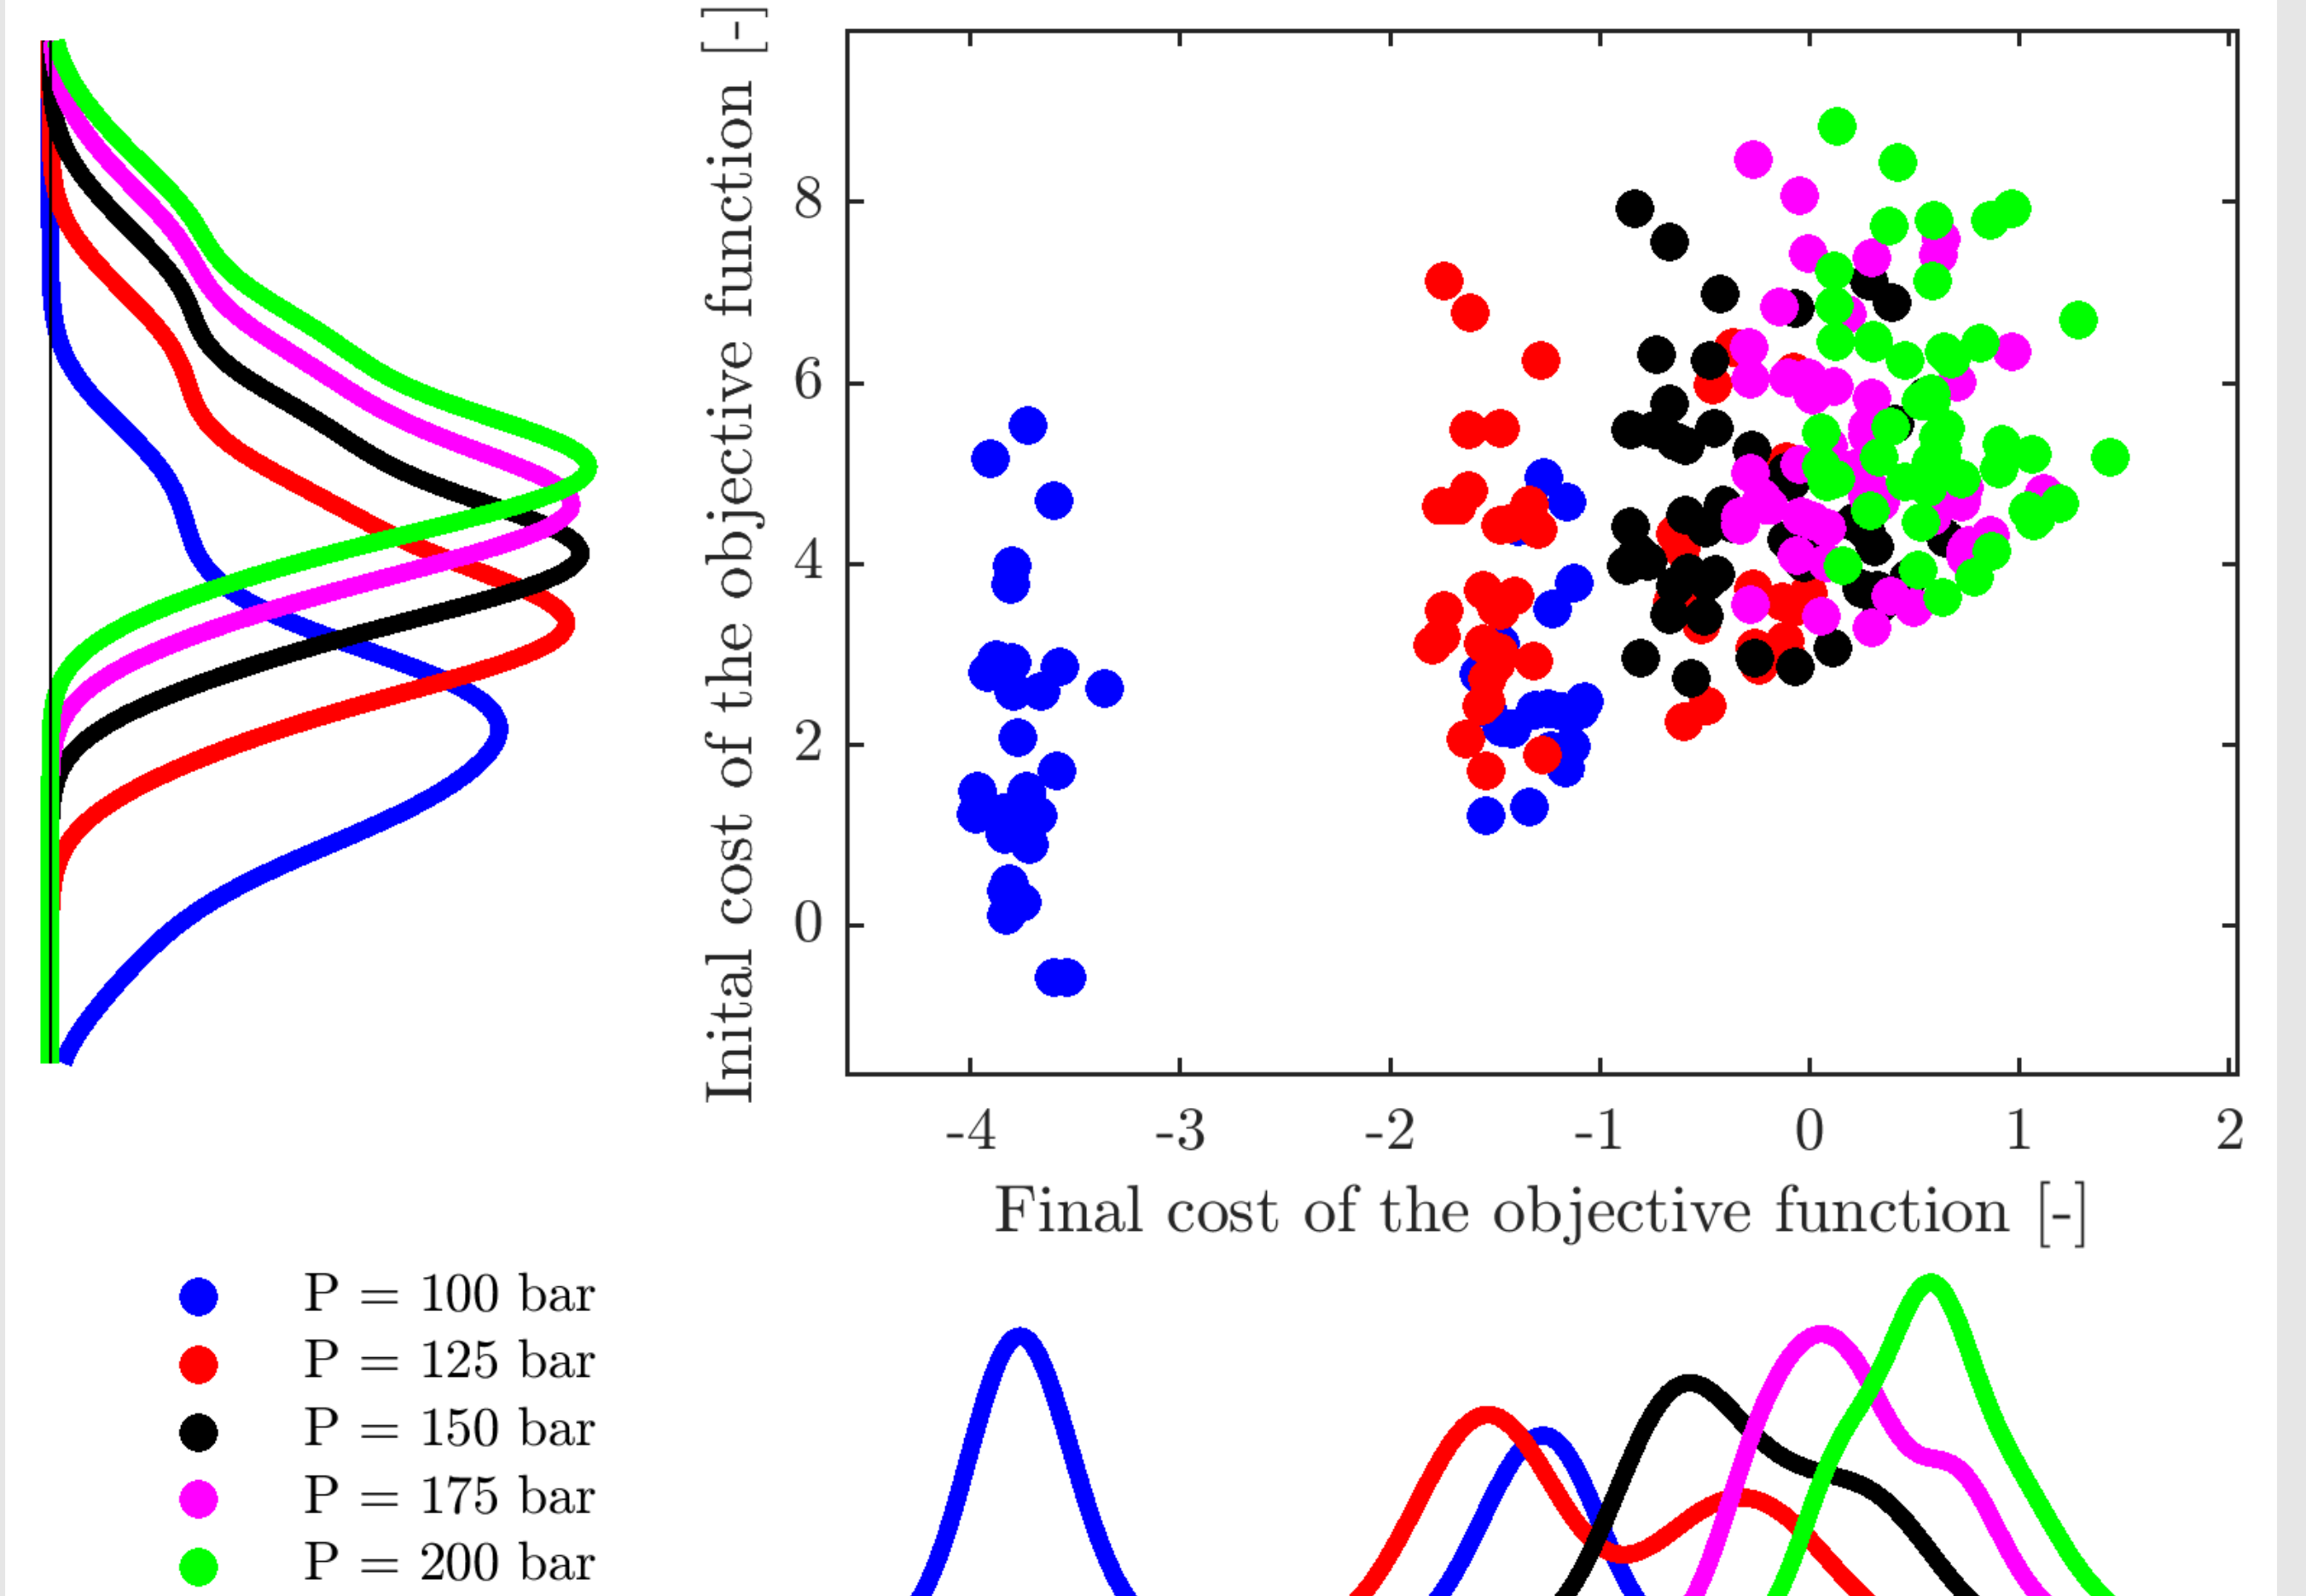 Inital cost of the objective function [-]
8
6
4
2
0
-4 -3 -2 -1 0 1 2
Final cost of the objective function [-]
P = 100 bar
P = 125 bar
P = 150 bar
P = 175 bar
P = 200 bar